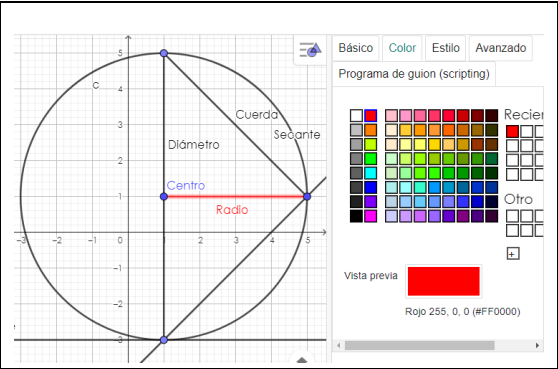 5
C
4
Cuerda
3
Secante
Diámetro
2
Centro
1
Radio
−3
−2
−1
0
1
2
3
4
5
−1
−2
−3
Básico
Color
Estilo
Avanzado
Programa de guion (scripting)
Recien
Otro
+
Vista previa
Rojo 255, 0, 0 (#FF0000)